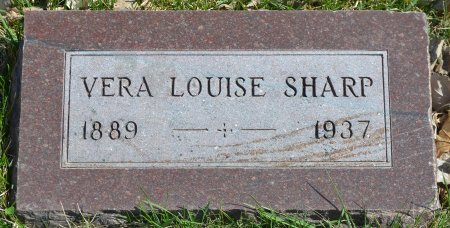 VERA LOUISE SHARP
1889 — + — 1937